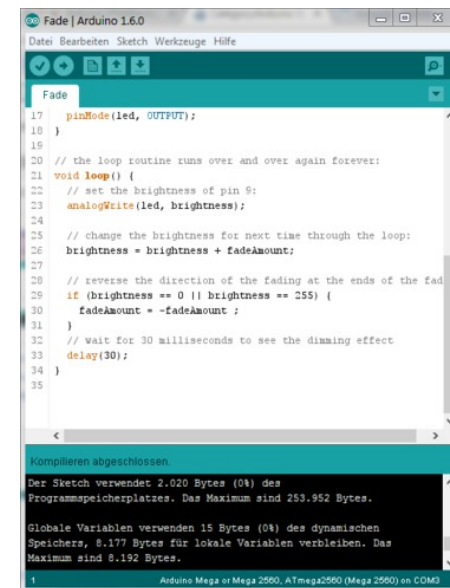 Fade | Arduino 1.6.0
Datei Bearbeiten Sketch Werkzeuge Hilfe
Fade
17 pinMode(led, OUTPUT);
18 }
19
20 // the loop routine runs over and over again forever:
21 void loop() {
22 // set the brightness of pin 9:
23 analogWrite(led, brightness);
24
25 // change the brightness for next time through the loop:
26 brightness = brightness + fadeAmount;
27
28 // reverse the direction of the fading at the ends of the fad
29 if (brightness == 0 || brightness == 255) {
30 fadeAmount = -fadeAmount ;
31 }
32 // wait for 30 milliseconds to see the dimming effect
33 delay(30);
34 }
35
Kompilieren abgeschlossen.
Der Sketch verwendet 2.020 Bytes (0%) des
Programmspeicherplatzes. Das Maximum sind 253.952 Bytes.
Globale Variablen verwenden 15 Bytes (0%) des dynamischen
Speichers, 8.177 Bytes für lokale Variablen verbleiben. Das
Maximum sind 8.192 Bytes.
1 Arduino Mega or Mega 2560, ATmega2560 (Mega 2560) on COM3